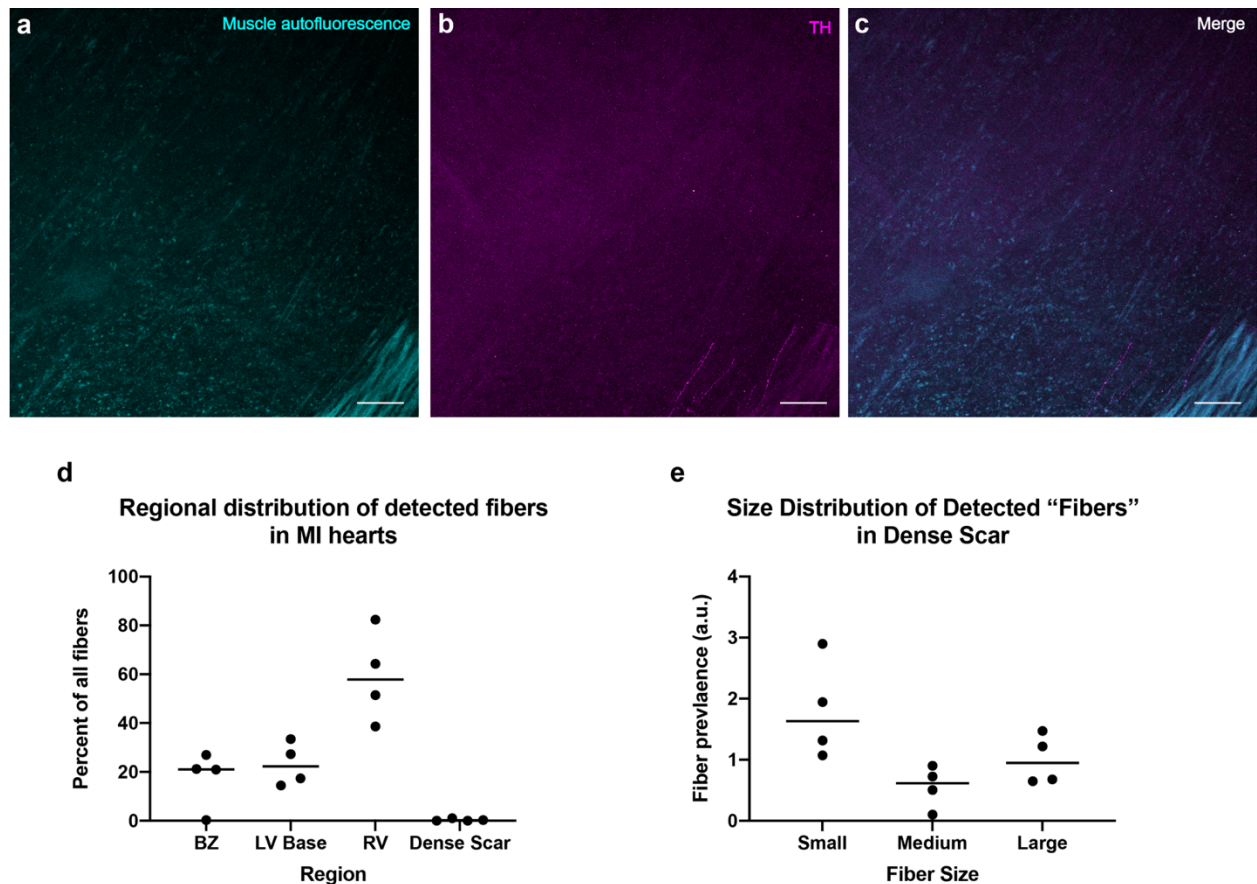 a
Muscle autofluorescence
b
TH
c
Merge
d
Regional distribution of detected fibers
in MI hearts
Percent of all fibers
100
80
60
40
20
0
BZ LV Base RV Dense Scar
Region
e
Size Distribution of Detected “Fibers”
in Dense Scar
Fiber prevlaence (a.u.)
4
3
2
1
0
Small Medium Large
Fiber Size